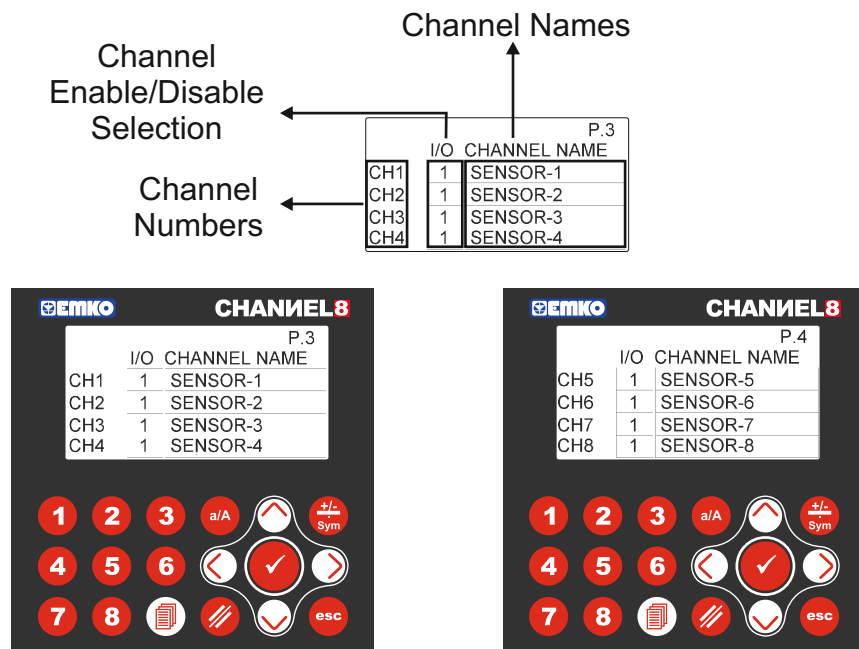 Channel Names
Channel
Enable/Disable
Selection
Channel
Numbers
P.3
I/O CHANNEL NAME
CH1 1 SENSOR-1
CH2 1 SENSOR-2
CH3 1 SENSOR-3
CH4 1 SENSOR-4
EMKO CHANNEL8
P.3
I/O CHANNEL NAME
CH1 1 SENSOR-1
CH2 1 SENSOR-2
CH3 1 SENSOR-3
CH4 1 SENSOR-4
1 2 3 a/A +/- Sym
4 5 6
7 8 esc
EMKO CHANNEL8
P.4
I/O CHANNEL NAME
CH5 1 SENSOR-5
CH6 1 SENSOR-6
CH7 1 SENSOR-7
CH8 1 SENSOR-8
1 2 3 a/A +/- Sym
4 5 6
7 8 esc